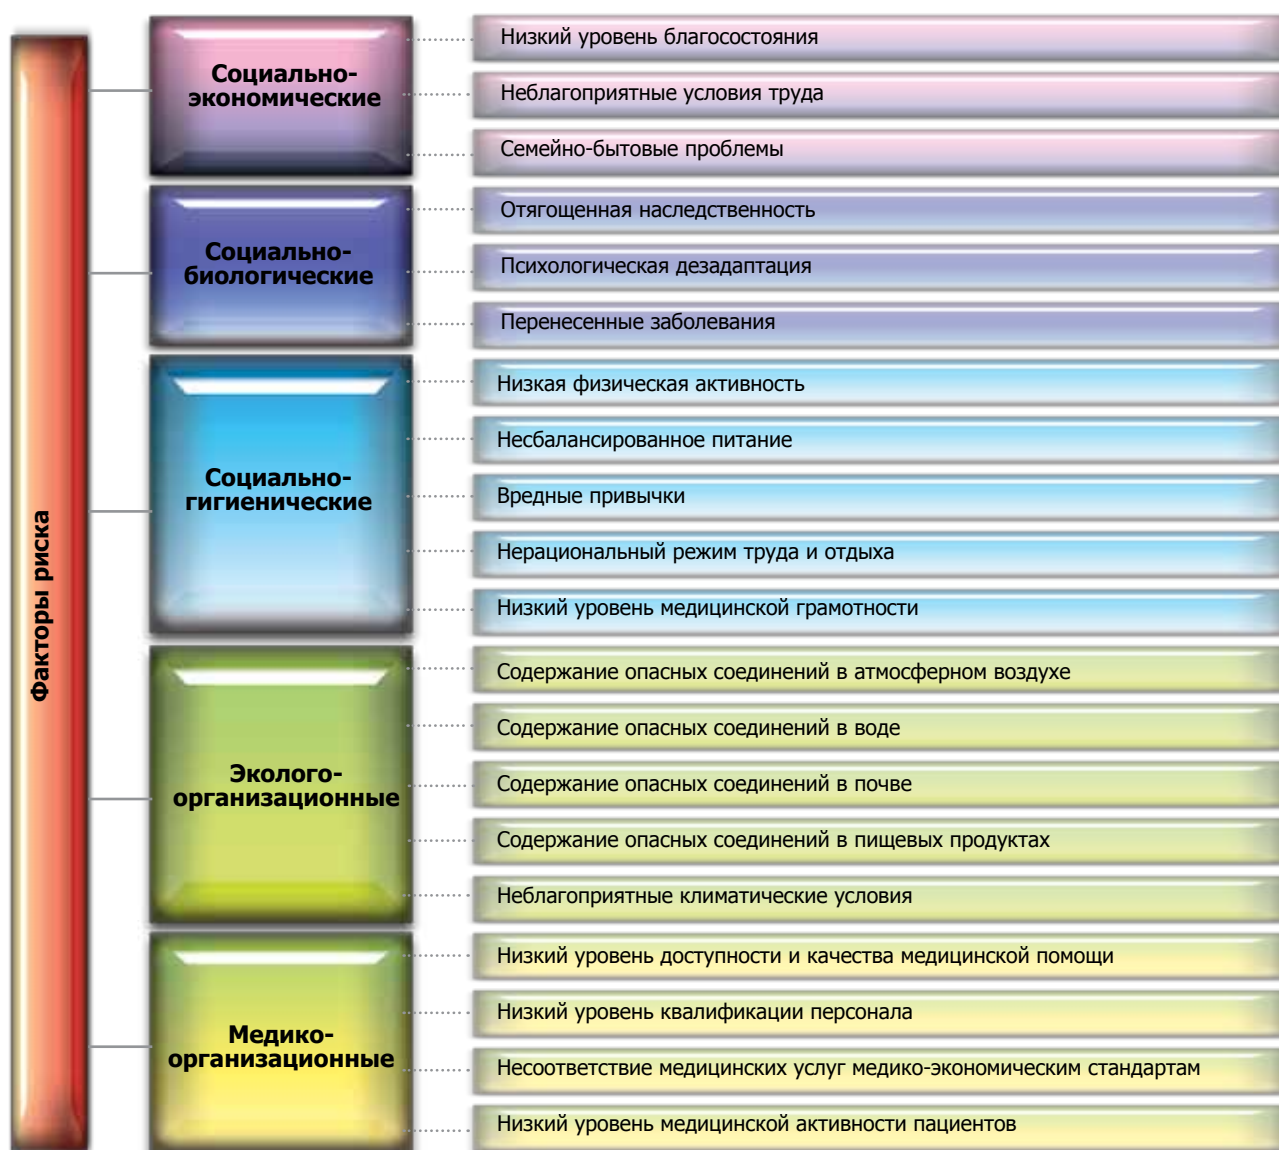 Факторы риска
Социально-
экономические
Низкий уровень благосостояния
Неблагоприятные условия труда
Семейно-бытовые проблемы
Социально-
биологические
Отягощенная наследственность
Психологическая дезадаптация
Перенесенные заболевания
Социально-
гигиенические
Низкая физическая активность
Несбалансированное питание
Вредные привычки
Нерациональный режим труда и отдыха
Низкий уровень медицинской грамотности
Эколого-
организационные
Содержание опасных соединений в атмосферном воздухе
Содержание опасных соединений в воде
Содержание опасных соединений в почве
Содержание опасных соединений в пищевых продуктах
Неблагоприятные климатические условия
Медико-
организационные
Низкий уровень доступности и качества медицинской помощи
Низкий уровень квалификации персонала
Несоответствие медицинских услуг медико-экономическим стандартам
Низкий уровень медицинской активности пациентов